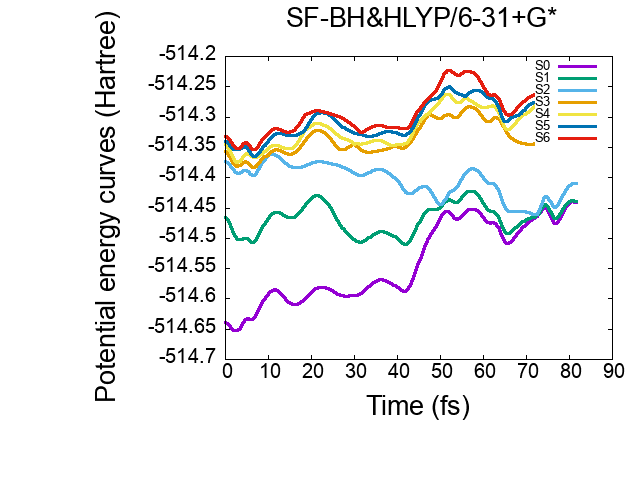 SF-BH&HLYP/6-31+G*
Potential energy curves (Hartree)
-514.2
-514.25
-514.3
-514.35
-514.4
-514.45
-514.5
-514.55
-514.6
-514.65
-514.7
S0
S1
S2
S3
S4
S5
S6
0 10 20 30 40 50 60 70 80 90
Time (fs)